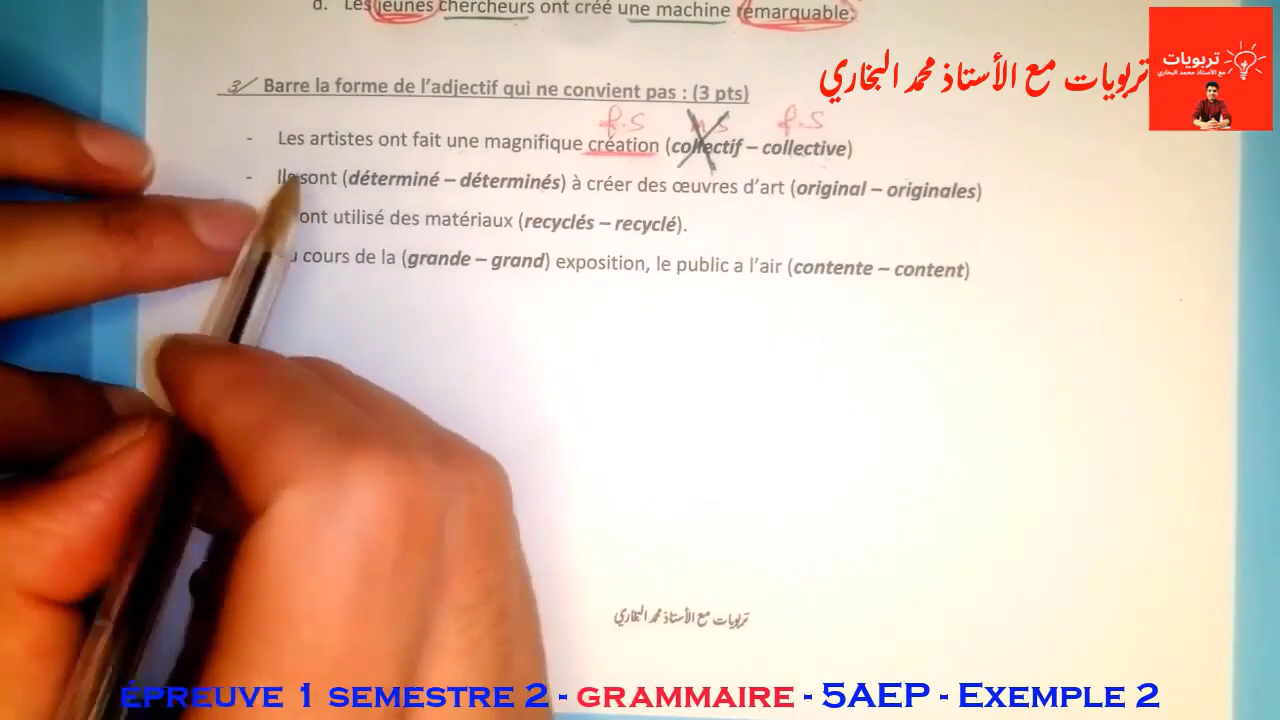 d. Les jeunes chercheurs ont créé une machine remarquable.
تربويات مع الأستاذ محمد البخاري
تربويات
مع الأستاذ محمد البخاري
3/ Barre la forme de l'adjectif qui ne convient pas : (3 pts)
f.S f.S
- Les artistes ont fait une magnifique création (collectif – collective)
- Ils sont (déterminé – déterminés) à créer des œuvres d'art (original – originales)
ont utilisé des matériaux (recyclés – recyclé).
cours de la (grande – grand) exposition, le public a l'air (contente – content)
تربويات مع الأستاذ محمد البخاري
épreuve 1 semestre 2 - grammaire - 5AEP - Exemple 2